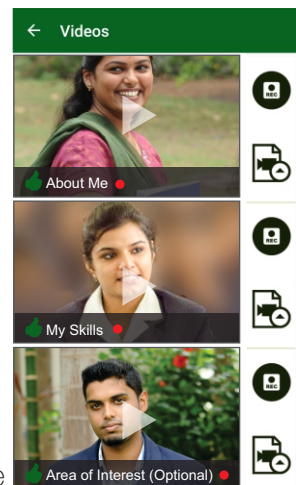 Videos
REC
About Me
REC
My Skills
REC
e Area of Interest (Optional)